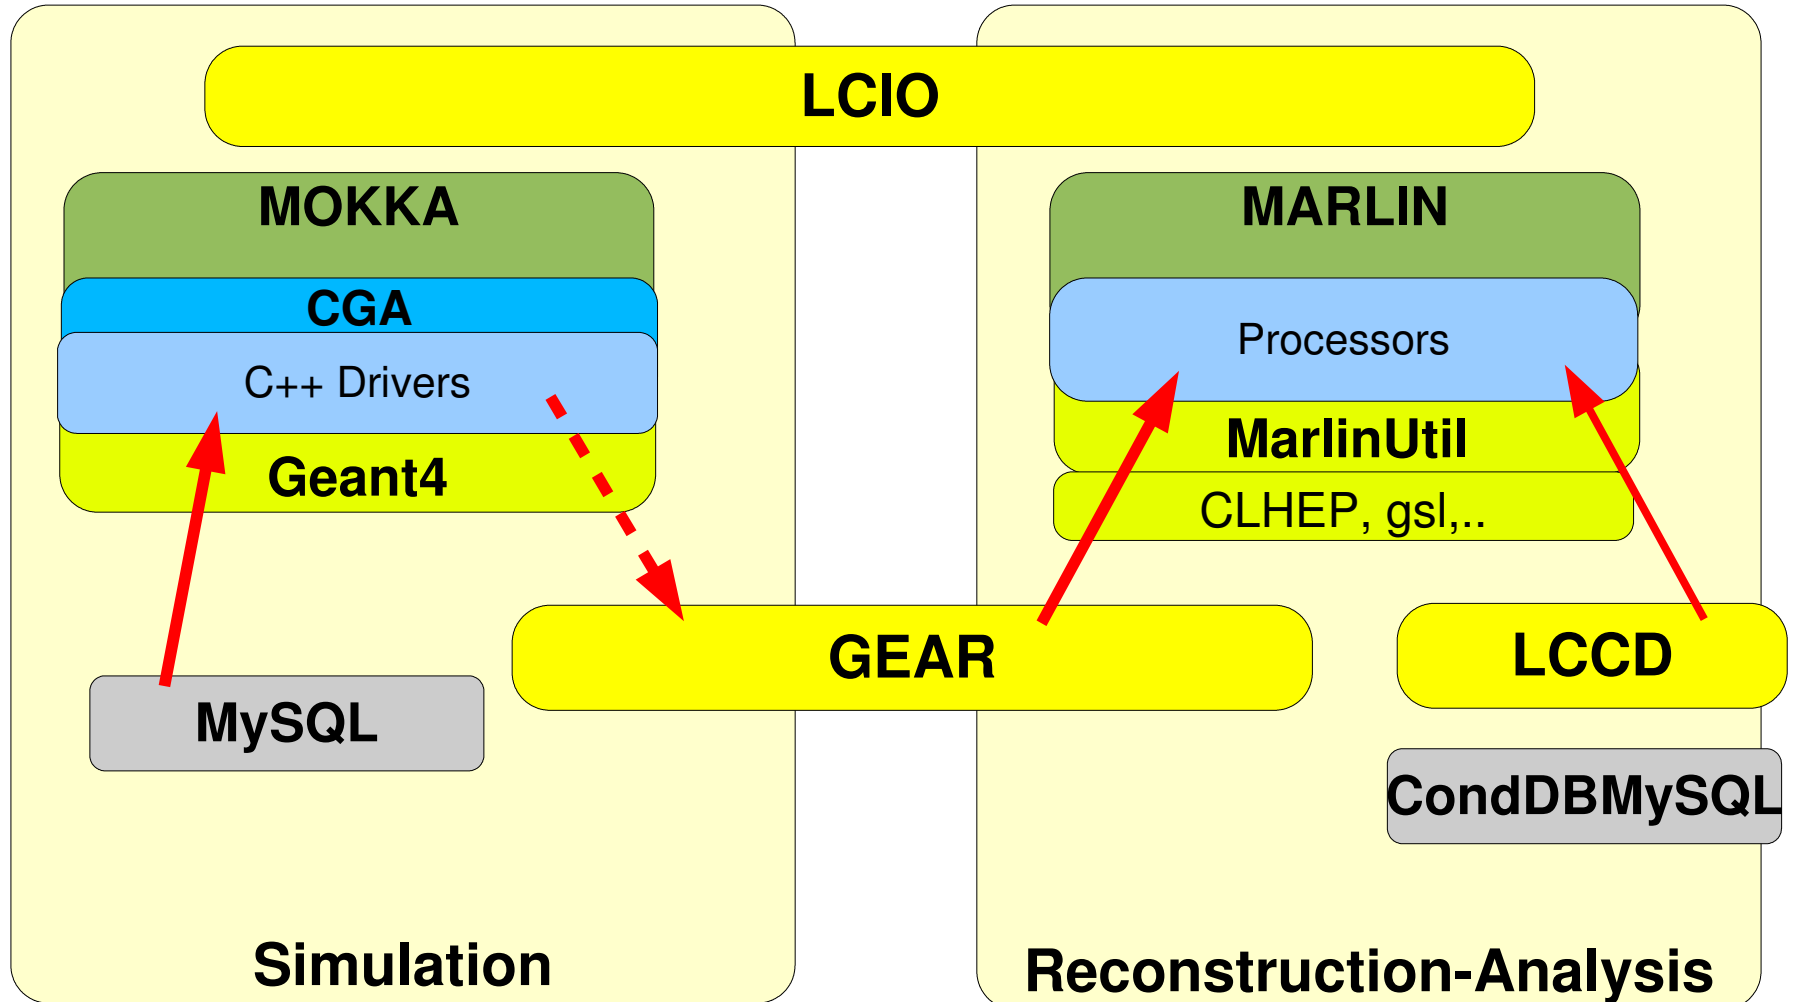 LCIO
MOKKA
CGA
C++ Drivers
Geant4
MySQL
Simulation
MARLIN
Processors
MarlinUtil
CLHEP, gsl,..
GEAR
LCCD
CondDBMySQL
Reconstruction-Analysis